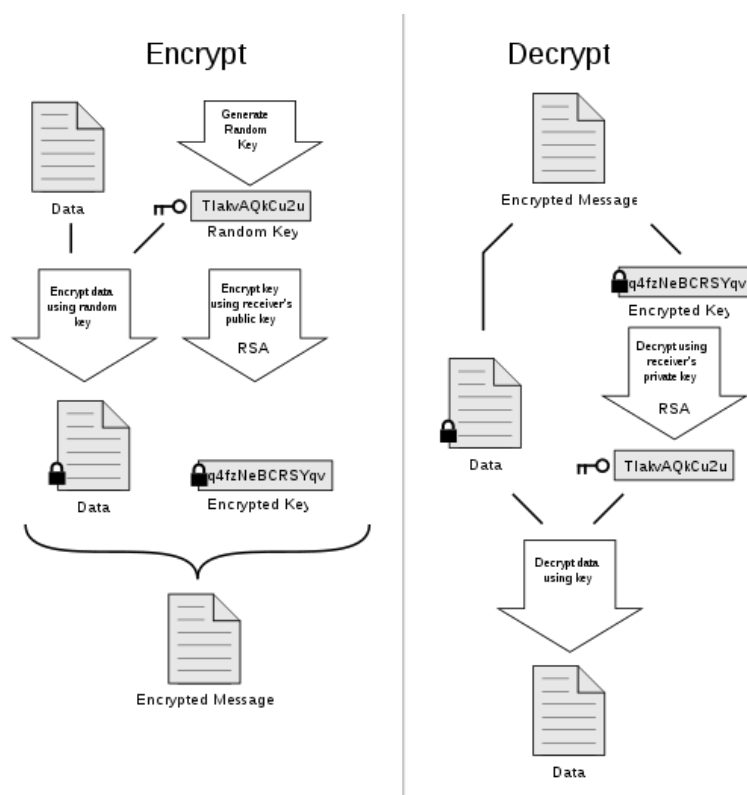 Encrypt
Generate
Random
Key
Data
TIakvAQkCu2u
Random Key
Encrypt data
using random
key
Encrypt key
using receiver's
public key
RSA
Data
q4fzNeBCRSYqv
Encrypted Key
Encrypted Message
Decrypt
Encrypted Message
q4fzNeBCRSYqv
Encrypted Key
Decrypt using
receiver's
private key
RSA
Data
TIakvAQkCu2u
Decrypt data
using key
Data